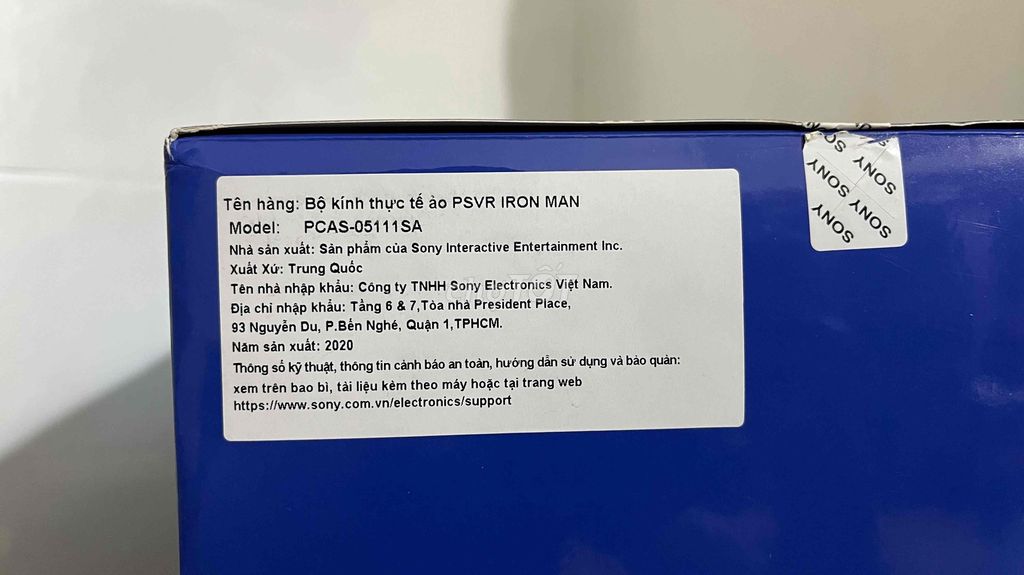 Tên hàng: Bộ kính thực tế ảo PSVR IRON MAN
Model: PCAS-05111SA
Nhà sản xuất: Sản phẩm của Sony Interactive Entertainment Inc.
Xuất Xứ: Trung Quốc
Tên nhà nhập khẩu: Công ty TNHH Sony Electronics Việt Nam.
Địa chỉ nhập khẩu: Tầng 6 & 7,Tòa nhà President Place,
93 Nguyễn Du, P.Bến Nghé, Quận 1,TPHCM.
Năm sản xuất: 2020
Thông số kỹ thuật, thông tin cảnh báo an toàn, hướng dẫn sử dụng và bảo quản:
xem trên bao bì, tài liệu kèm theo máy hoặc tại trang web
https://www.sony.com.vn/electronics/support
SONY
SONY
SONY
SONY
SONY